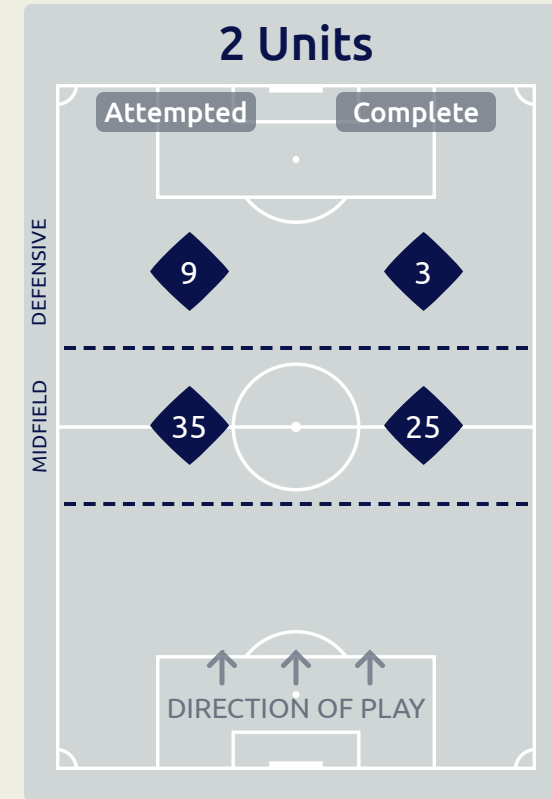 2 Units
Attempted Complete
DEFENSIVE
9 3
MIDFIELD
35 25
DIRECTION OF PLAY